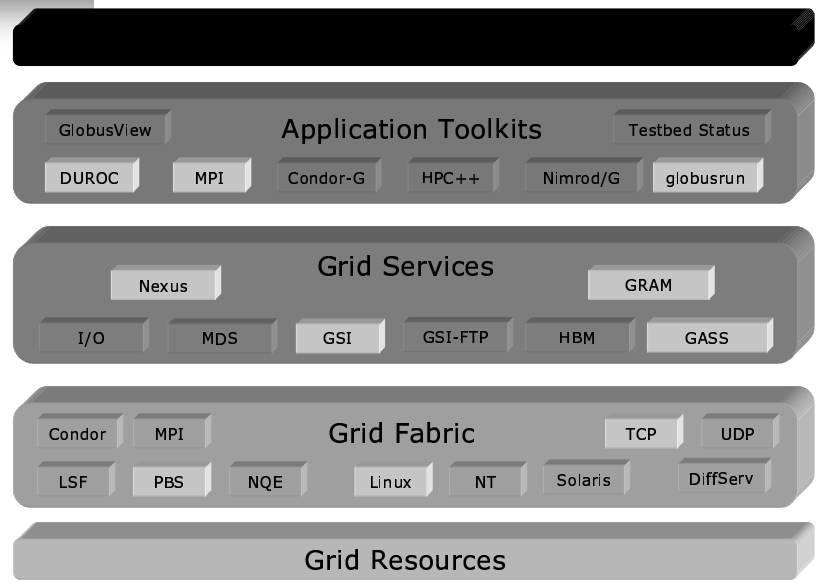 GlobusView Application Toolkits Testbed Status
DUROC MPI Condor-G HPC++ Nimrod/G globusrun
Grid Services
Nexus GRAM
I/O MDS GSI GSI-FTP HBM GASS
Condor MPI Grid Fabric TCP UDP
LSF PBS NQE Linux NT Solaris DiffServ
Grid Resources